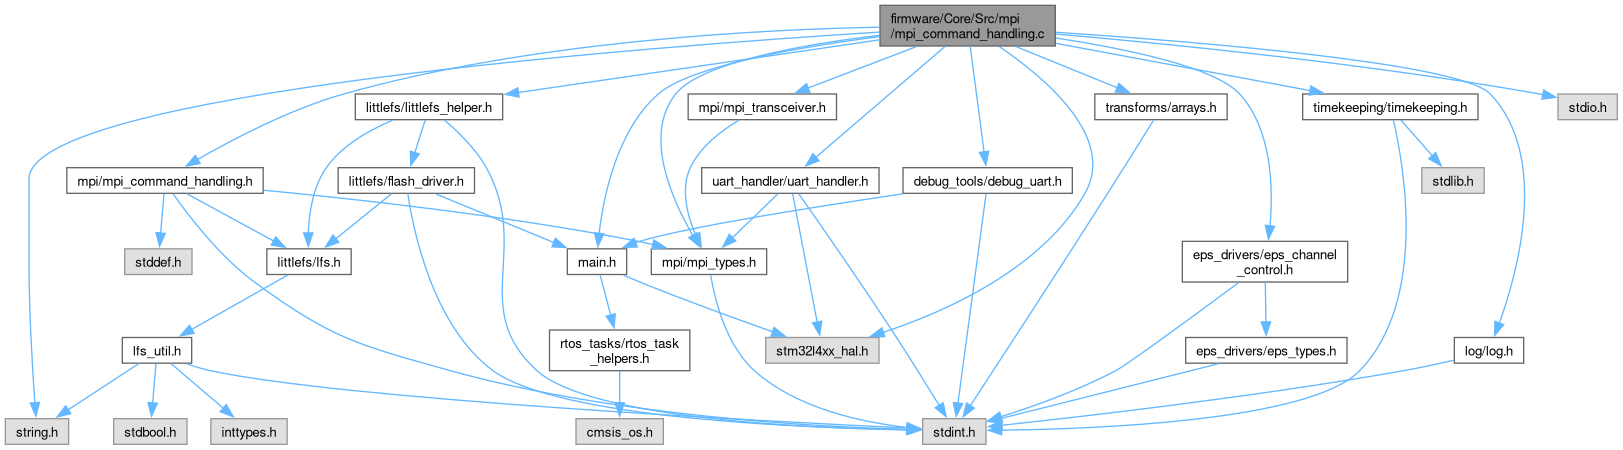 firmware/Core/Src/mpi
/mpi_command_handling.c
littlefs/littlefs_helper.h
mpi/mpi_transceiver.h
transforms/arrays.h
timekeeping/timekeeping.h
stdio.h
mpi/mpi_command_handling.h
littlefs/flash_driver.h
uart_handler/uart_handler.h
debug_tools/debug_uart.h
stdlib.h
stddef.h
littlefs/lfs.h
main.h
mpi/mpi_types.h
eps_drivers/eps_channel
_control.h
lfs_util.h
rtos_tasks/rtos_task
_helpers.h
stm32l4xx_hal.h
eps_drivers/eps_types.h
log/log.h
string.h
stdbool.h
inttypes.h
cmsis_os.h
stdint.h